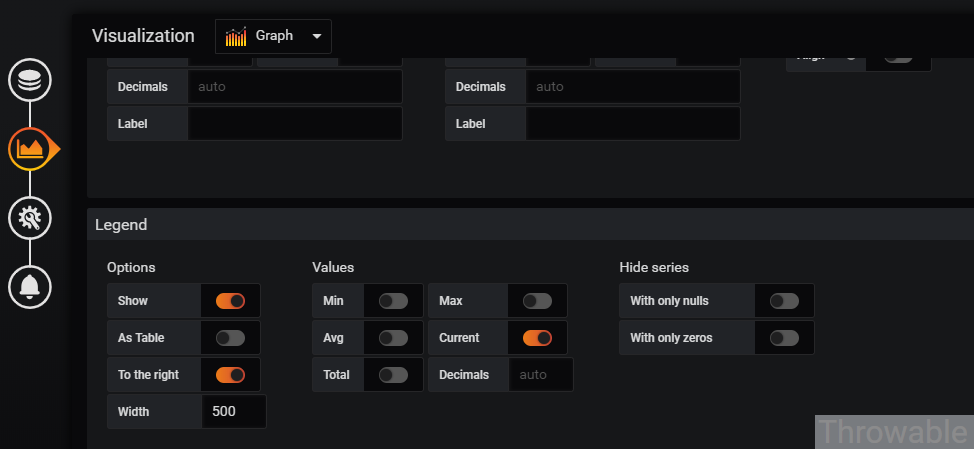 Visualization Graph
Decimals auto Decimals auto
Label Label
Legend
Options Values Hide series
Show Min Max With only nulls
As Table Avg Current With only zeros
To the right Total Decimals auto
Width 500
Throwable